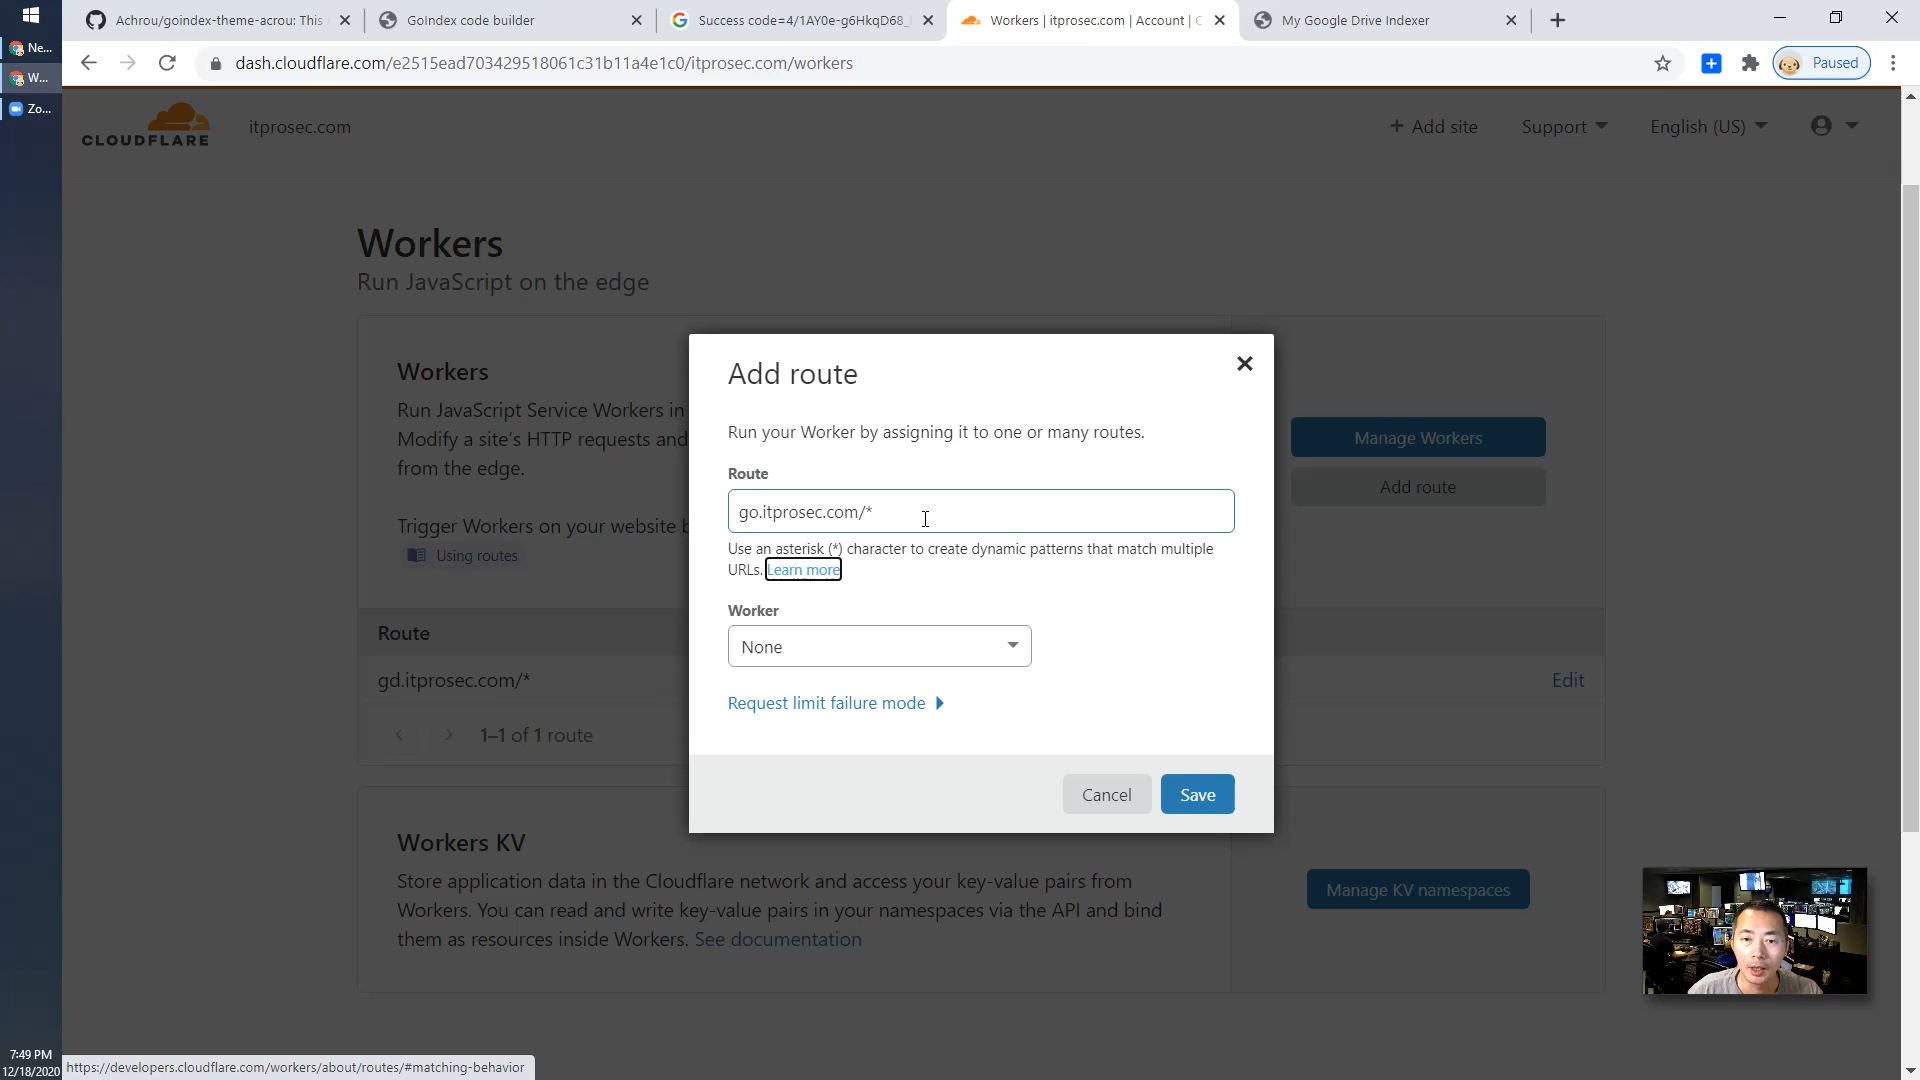 Achrou/goindex-theme-acrou: This
GoIndex code builder
Success code=4/1AY0e-g6HkqD68_
Workers | itprosec.com | Account | C
My Google Drive Indexer
Ne...
W...
Zo...
dash.cloudflare.com/e2515ead703429518061c31b11a4e1c0/itprosec.com/workers
Paused
CLOUDFLARE
itprosec.com
+ Add site
Support
English (US)
Workers
Run JavaScript on the edge
Workers
Run JavaScript Service Workers in
Modify a site's HTTP requests and
from the edge.
Trigger Workers on your website b
Using routes
Manage Workers
Add route
Route
gd.itprosec.com/*
Edit
1–1 of 1 route
Add route
Run your Worker by assigning it to one or many routes.
Route
go.itprosec.com/*
Use an asterisk (*) character to create dynamic patterns that match multiple
URLs. Learn more
Worker
None
Request limit failure mode
Cancel
Save
Workers KV
Store application data in the Cloudflare network and access your key-value pairs from
Workers. You can read and write key-value pairs in your namespaces via the API and bind
them as resources inside Workers. See documentation
Manage KV namespaces
7:49 PM
12/18/2020
https://developers.cloudflare.com/workers/about/routes/#matching-behavior